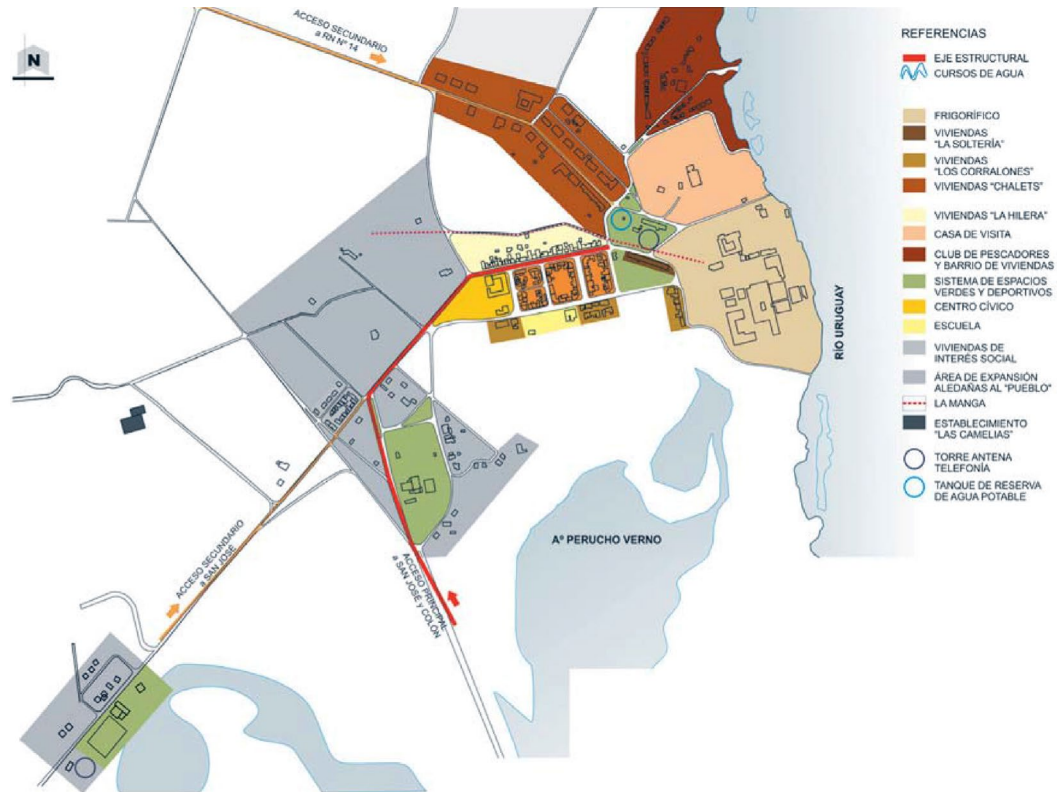 N
ACCESO SECUNDARIO
a RN Nº 14
RÍO URUGUAY
Aº PERUCHO VERNO
ACCESO SECUNDARIO
a SAN JOSE
ACCESO PRINCIPAL
a SAN JOSE Y COLÓN
REFERENCIAS
EJE ESTRUCTURAL
CURSOS DE AGUA
FRIGORÍFICO
VIVIENDAS
"LA SOLTERÍA"
VIVIENDAS
"LOS CORRALONES"
VIVIENDAS "CHALETS"
VIVIENDAS "LA HILERA"
CASA DE VISITA
CLUB DE PESCADORES
Y BARRIO DE VIVIENDAS
SISTEMA DE ESPACIOS
VERDES Y DEPORTIVOS
CENTRO CÍVICO
ESCUELA
VIVIENDAS DE
INTERÉS SOCIAL
ÁREA DE EXPANSIÓN
ALEDAÑAS AL "PUEBLO"
LA MANGA
ESTABLECIMIENTO
"LAS CAMELIAS"
TORRE ANTENA
TELEFONÍA
TANQUE DE RESERVA
DE AGUA POTABLE